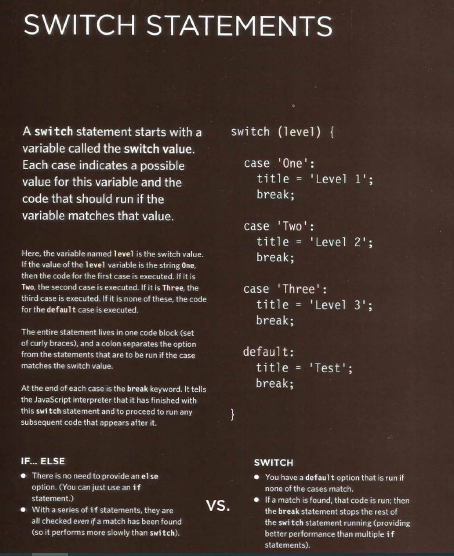 SWITCH STATEMENTS
A switch statement starts with a
variable called the switch value.
Each case indicates a possible
value for this variable and the
code that should run if the
variable matches that value.
Here, the variable named level is the switch value.
If the value of the level variable is the string One,
then the code for the first case is executed. If it is
Two, the second case is executed. If it is Three, the
third case is executed. If it is none of these, the code
for the default case is executed.
The entire statement lives in one code block (set
of curly braces), and a colon separates the option
from the statements that are to be run if the case
matches the switch value.
At the end of each case is the break keyword. It tells
the JavaScript interpreter that it has finished with
this switch statement and to proceed to run any
subsequent code that appears after it.
switch (level) {
case 'One':
title = 'Level 1';
break;
case 'Two':
title = 'Level 2';
break;
case 'Three':
title = 'Level 3';
break;
default:
title = 'Test';
break;
}
IF... ELSE
● There is no need to provide an else
option. (You can just use an if
statement.)
● With a series of if statements, they are
all checked even if a match has been found
(so it performs more slowly than switch).
VS.
SWITCH
● You have a default option that is run if
none of the cases match.
● If a match is found, that code is run; then
the break statement stops the rest of
the switch statement running (providing
better performance than multiple if
statements).